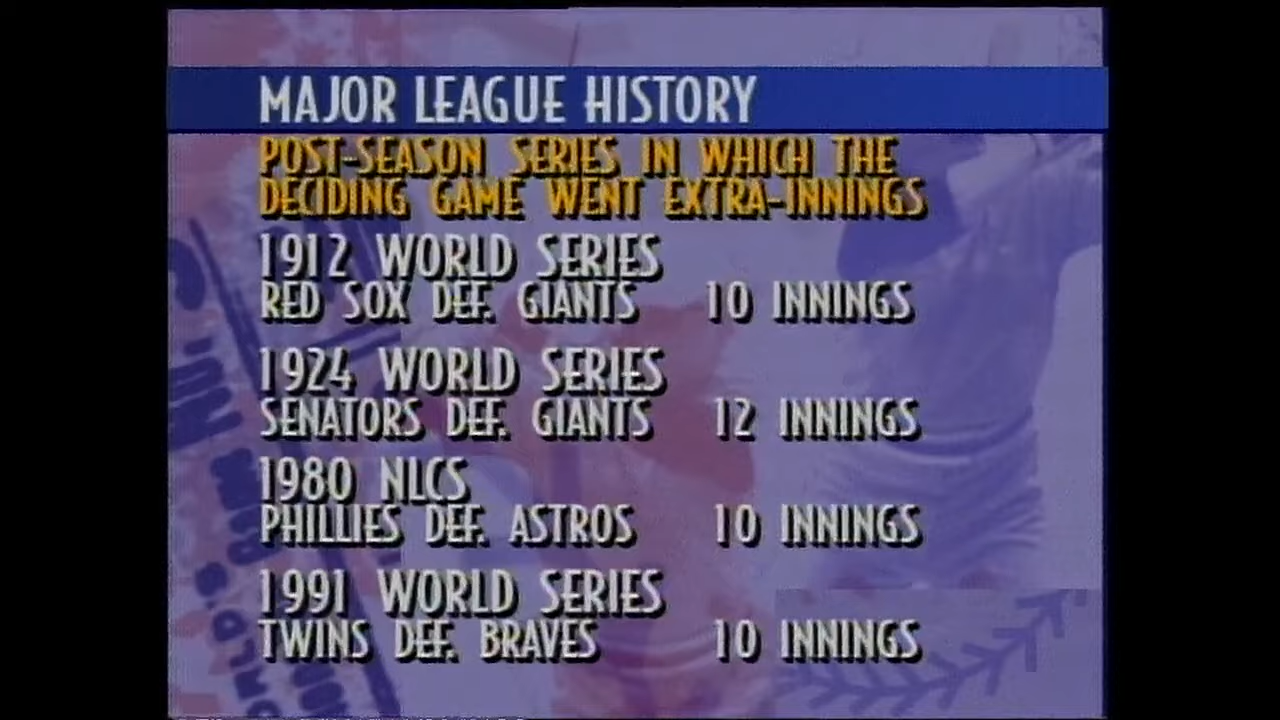 MAJOR LEAGUE HISTORY
POST-SEASON SERIES IN WHICH THE
DECIDING GAME WENT EXTRA-INNINGS
1912 WORLD SERIES
RED SOX DEF. GIANTS 10 INNINGS
1924 WORLD SERIES
SENATORS DEF. GIANTS 12 INNINGS
1980 NLCS
PHILLIES DEF. ASTROS 10 INNINGS
1991 WORLD SERIES
TWINS DEF. BRAVES 10 INNINGS